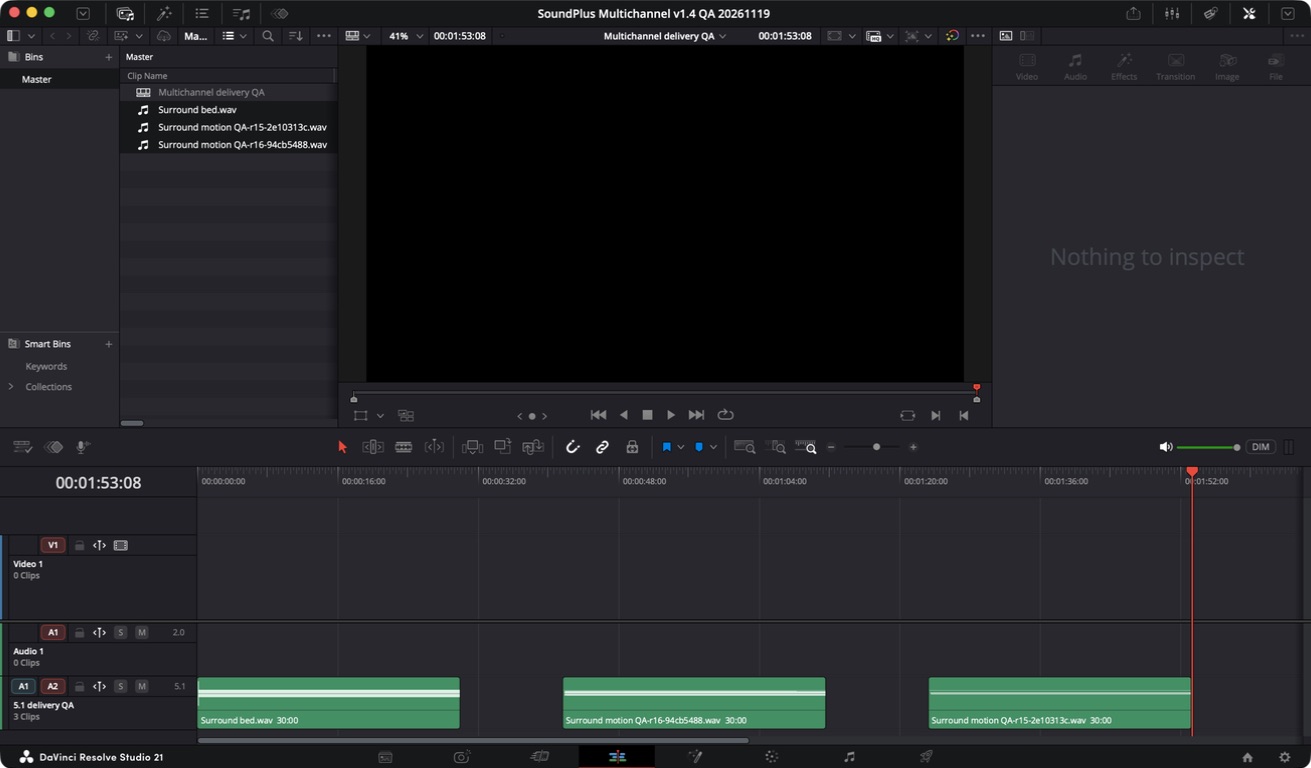 SoundPlus Multichannel v1.4 QA 20261119
Ma...
41%
00:01:53:08
Multichannel delivery QA
00:01:53:08
Bins
Master
Smart Bins
Keywords
Collections
Master
Clip Name
Multichannel delivery QA
Surround bed.wav
Surround motion QA-r15-2e10313c.wav
Surround motion QA-r16-94cb5488.wav
Video
Audio
Effects
Transition
Image
File
Nothing to inspect
DIM
00:01:53:08
00:00:00:00
00:00:16:00
00:00:32:00
00:00:48:00
00:01:04:00
00:01:20:00
00:01:36:00
00:01:52:00
V1
Video 1
0 Clips
A1
S
M
2.0
Audio 1
0 Clips
A1
A2
S
M
5.1
5.1 delivery QA
3 Clips
Surround bed.wav 30:00
Surround motion QA-r16-94cb5488.wav 30:00
Surround motion QA-r15-2e10313c.wav 30:00
DaVinci Resolve Studio 21